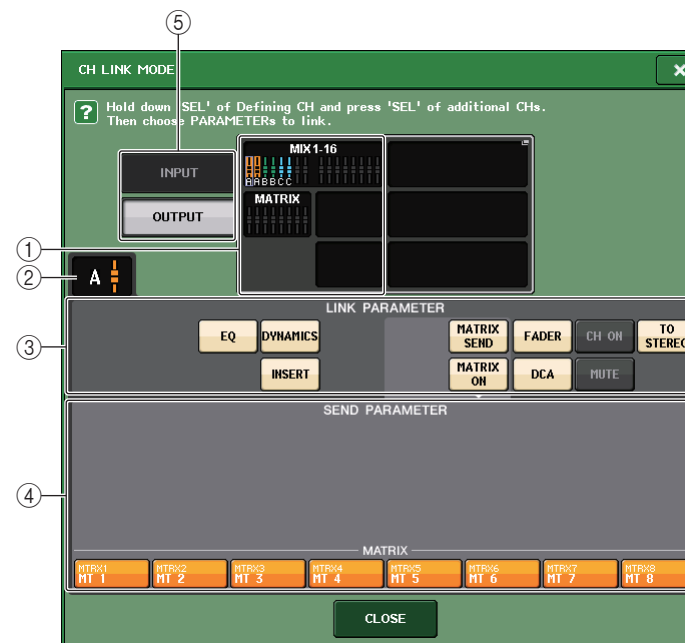 ⑤
CH LINK MODE
×
? Hold down 'SEL' of Defining CH and press 'SEL' of additional CHs.
Then choose PARAMETERs to link.
INPUT
OUTPUT
MIX1-16
AABBCC
MATRIX
①
②
A
③
LINK PARAMETER
EQ
DYNAMICS
INSERT
MATRIX
SEND
MATRIX
ON
FADER
DCA
CH ON
MUTE
TO
STEREO
④
SEND PARAMETER
MATRIX
MTRX1
MT 1
MTRX2
MT 2
MTRX3
MT 3
MTRX4
MT 4
MTRX5
MT 5
MTRX6
MT 6
MTRX7
MT 7
MTRX8
MT 8
CLOSE